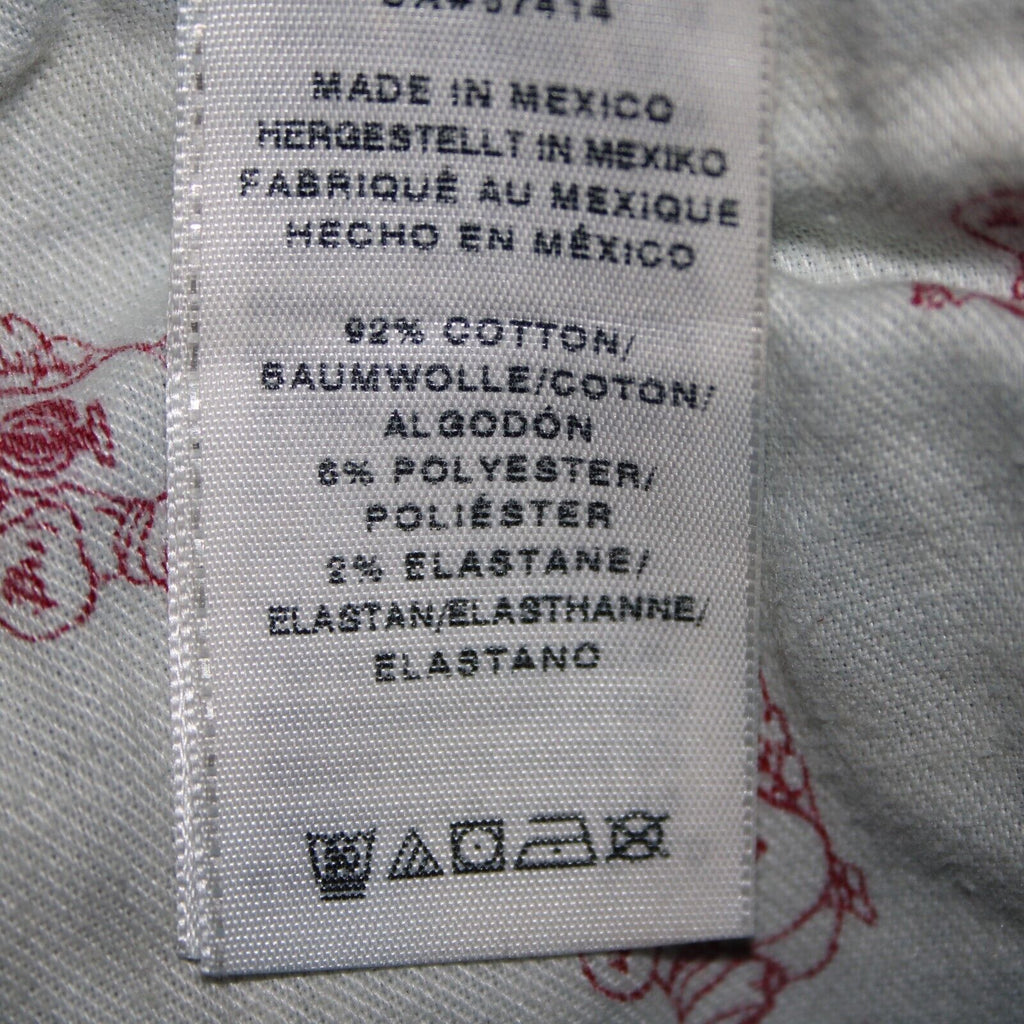 MADE IN MEXICO
HERGESTELLT IN MEXIKO
FABRIQUÉ AU MEXIQUE
HECHO EN MÉXICO
92% COTTON/
BAUMWOLLE/COTON/
ALGODÓN
6% POLYESTER/
POLIÉSTER
2% ELASTANE/
ELASTAN/ELASTHANNE/
ELASTANO